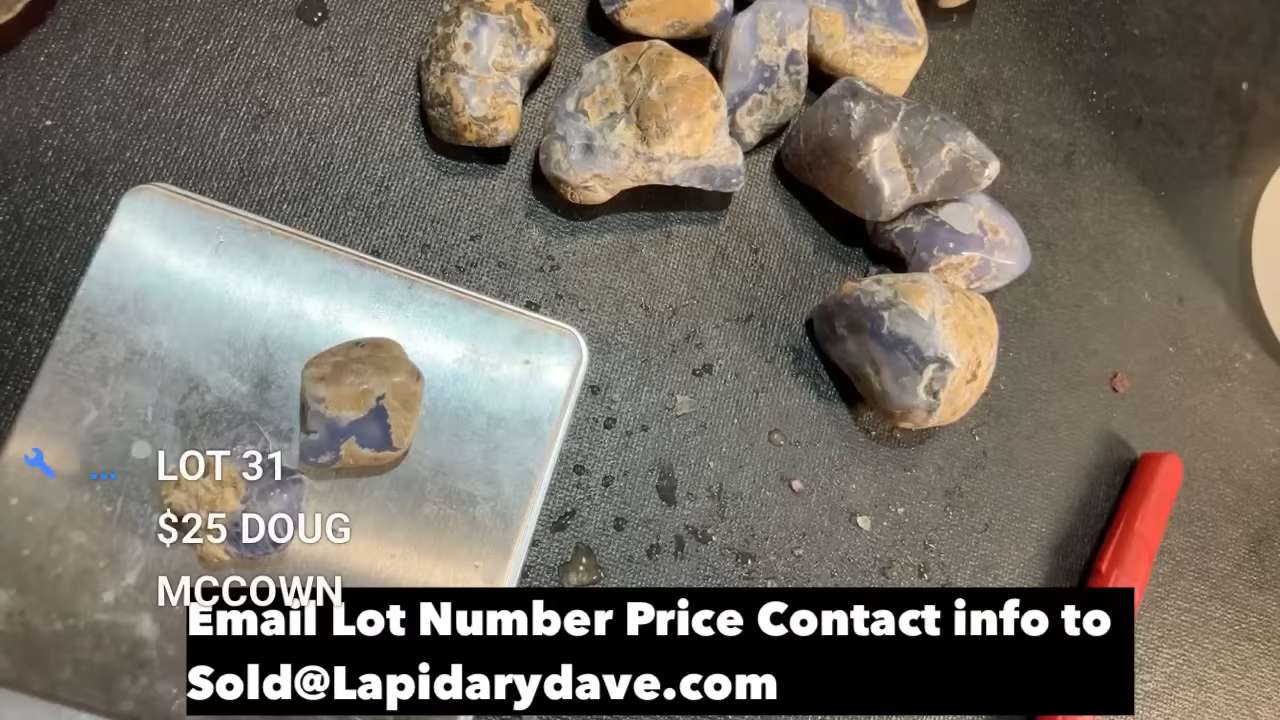 LOT 31
$25 DOUG
MCCOWN
Email Lot Number Price Contact info to
Sold@Lapidarydave.com